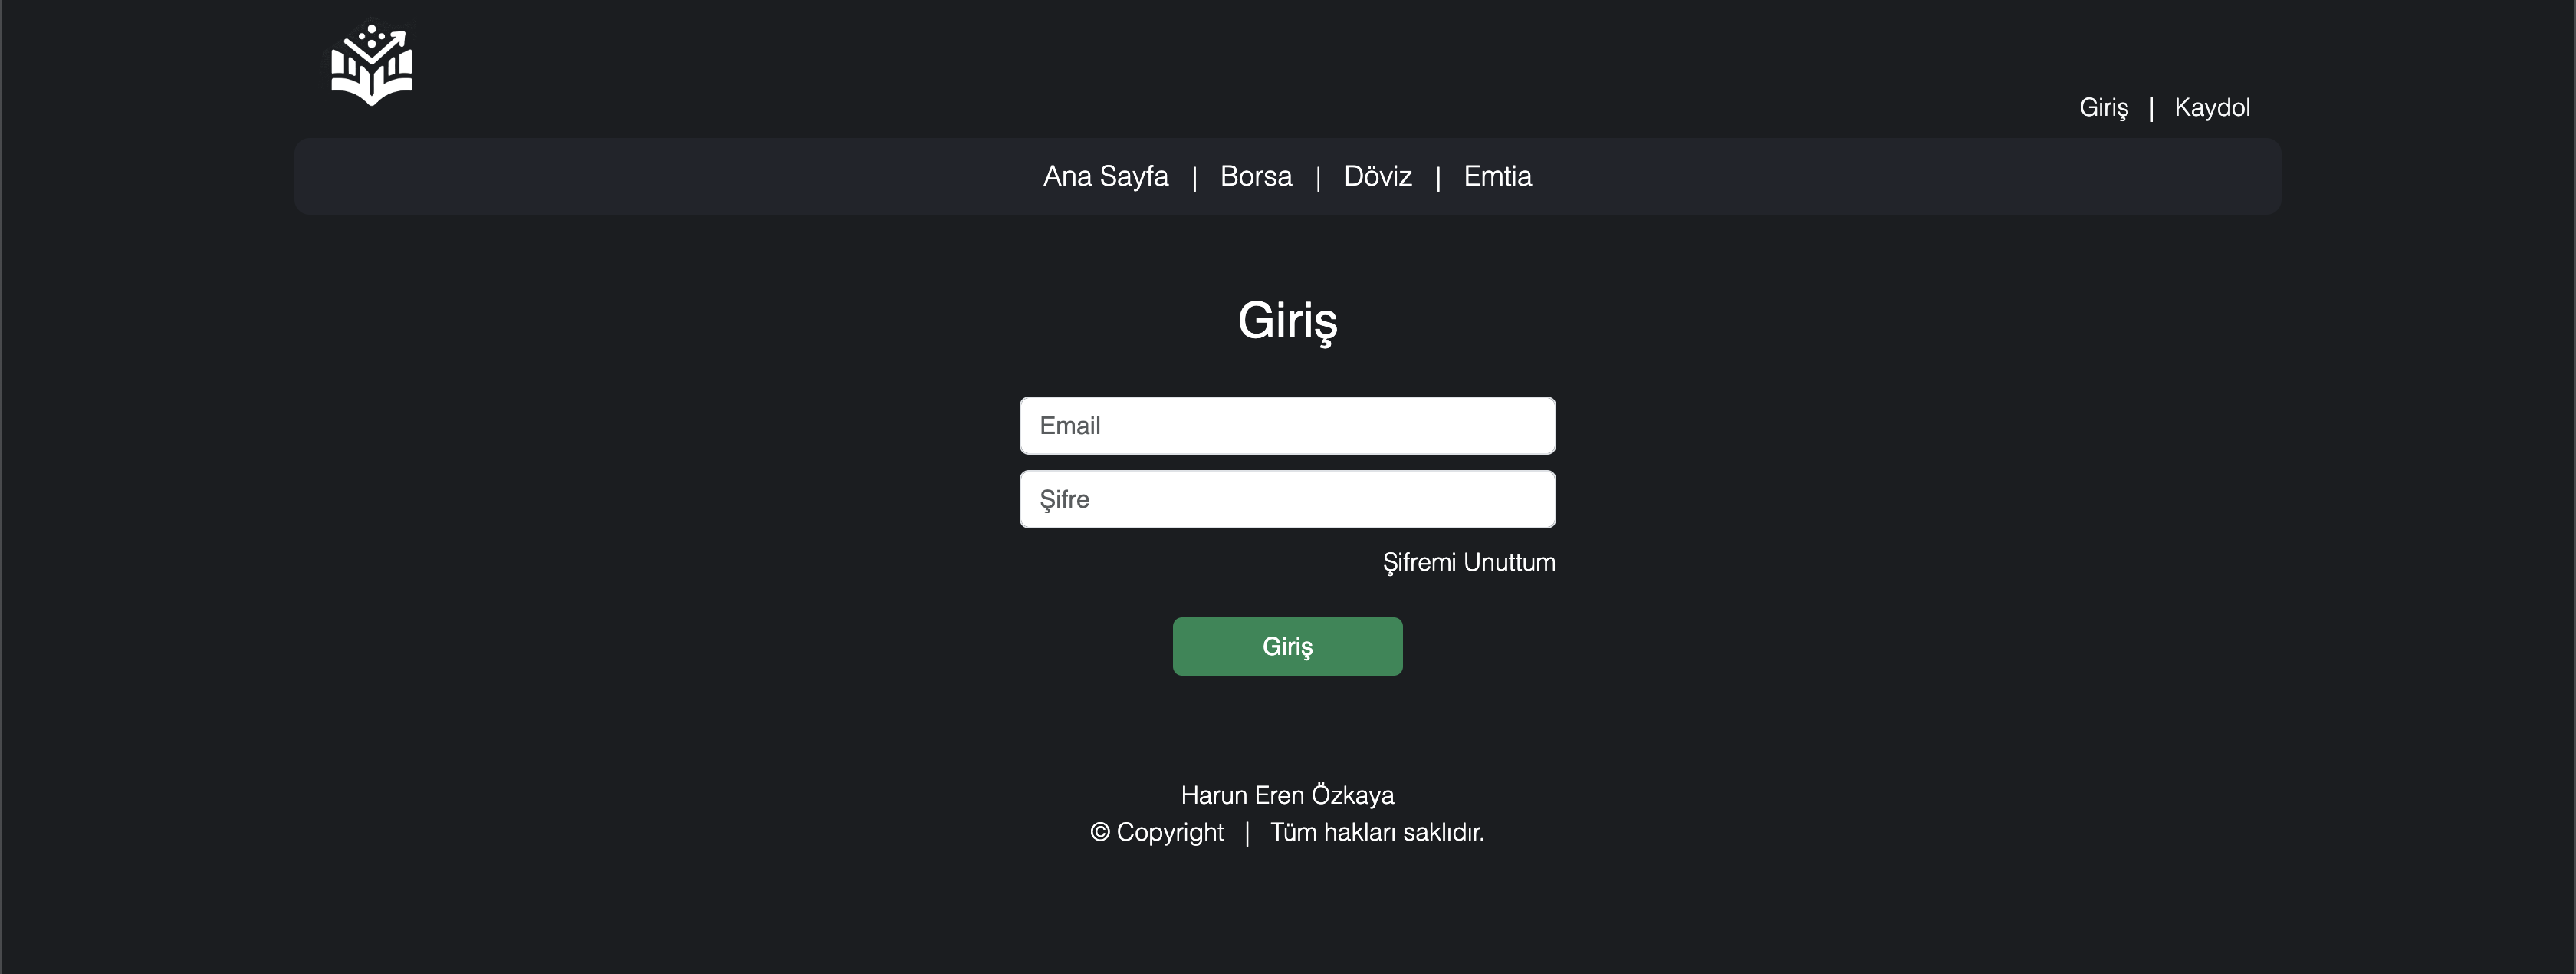 Giriş | Kaydol
Ana Sayfa | Borsa | Döviz | Emtia
Giriş
Email
Şifre
Şifremi Unuttum
Giriş
Harun Eren Özkaya
© Copyright | Tüm hakları saklıdır.